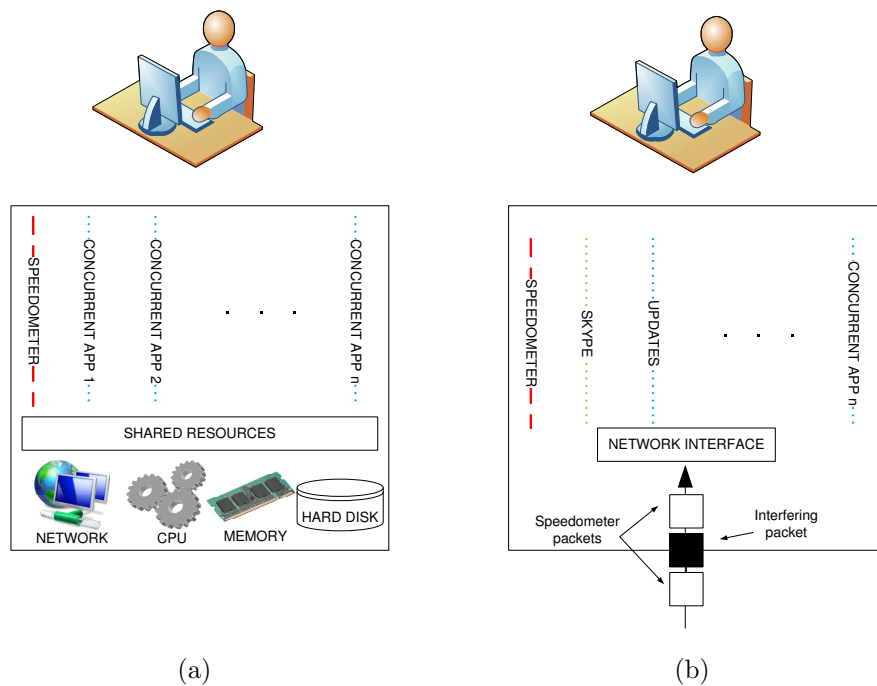 SPEEDOMETER
CONCURRENT APP 1
CONCURRENT APP 2
CONCURRENT APP n
SHARED RESOURCES
NETWORK
CPU
MEMORY
HARD DISK
(a)
SPEEDOMETER
SKYPE
UPDATES
CONCURRENT APP n
NETWORK INTERFACE
Speedometer
packets
Interfering
packet
(b)